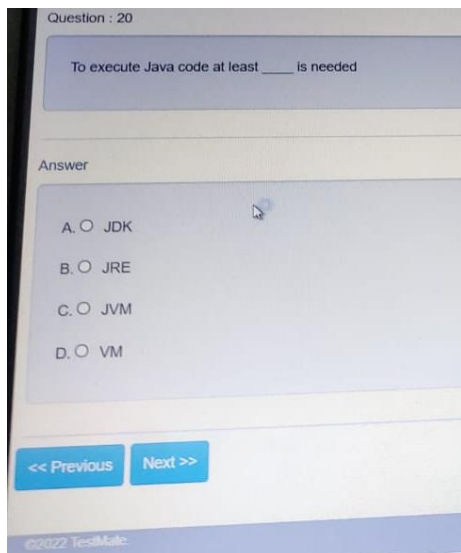 Question : 20
To execute Java code at least ____ is needed
Answer
A. JDK
B. JRE
C. JVM
D. VM
<< Previous
Next >>
©2022 TestMate.